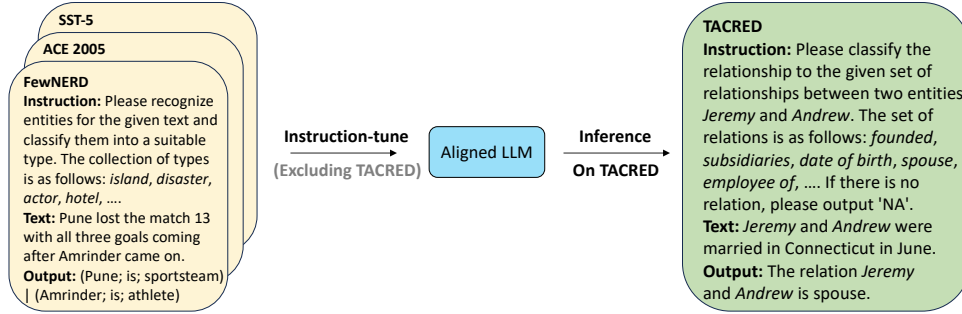 SST-5
ACE 2005
FewNERD
Instruction: Please recognize
entities for the given text and
classify them into a suitable
type. The collection of types
is as follows: island, disaster,
actor, hotel, ….
Text: Pune lost the match 13
with all three goals coming
after Amrinder came on.
Output: (Pune; is; sportsteam)
| (Amrinder; is; athlete)
Instruction-tune
(Excluding TACRED)
Aligned LLM
Inference
On TACRED
TACRED
Instruction: Please classify the
relationship to the given set of
relationships between two entities
Jeremy and Andrew. The set of
relations is as follows: founded,
subsidiaries, date of birth, spouse,
employee of, …. If there is no
relation, please output 'NA'.
Text: Jeremy and Andrew were
married in Connecticut in June.
Output: The relation Jeremy
and Andrew is spouse.